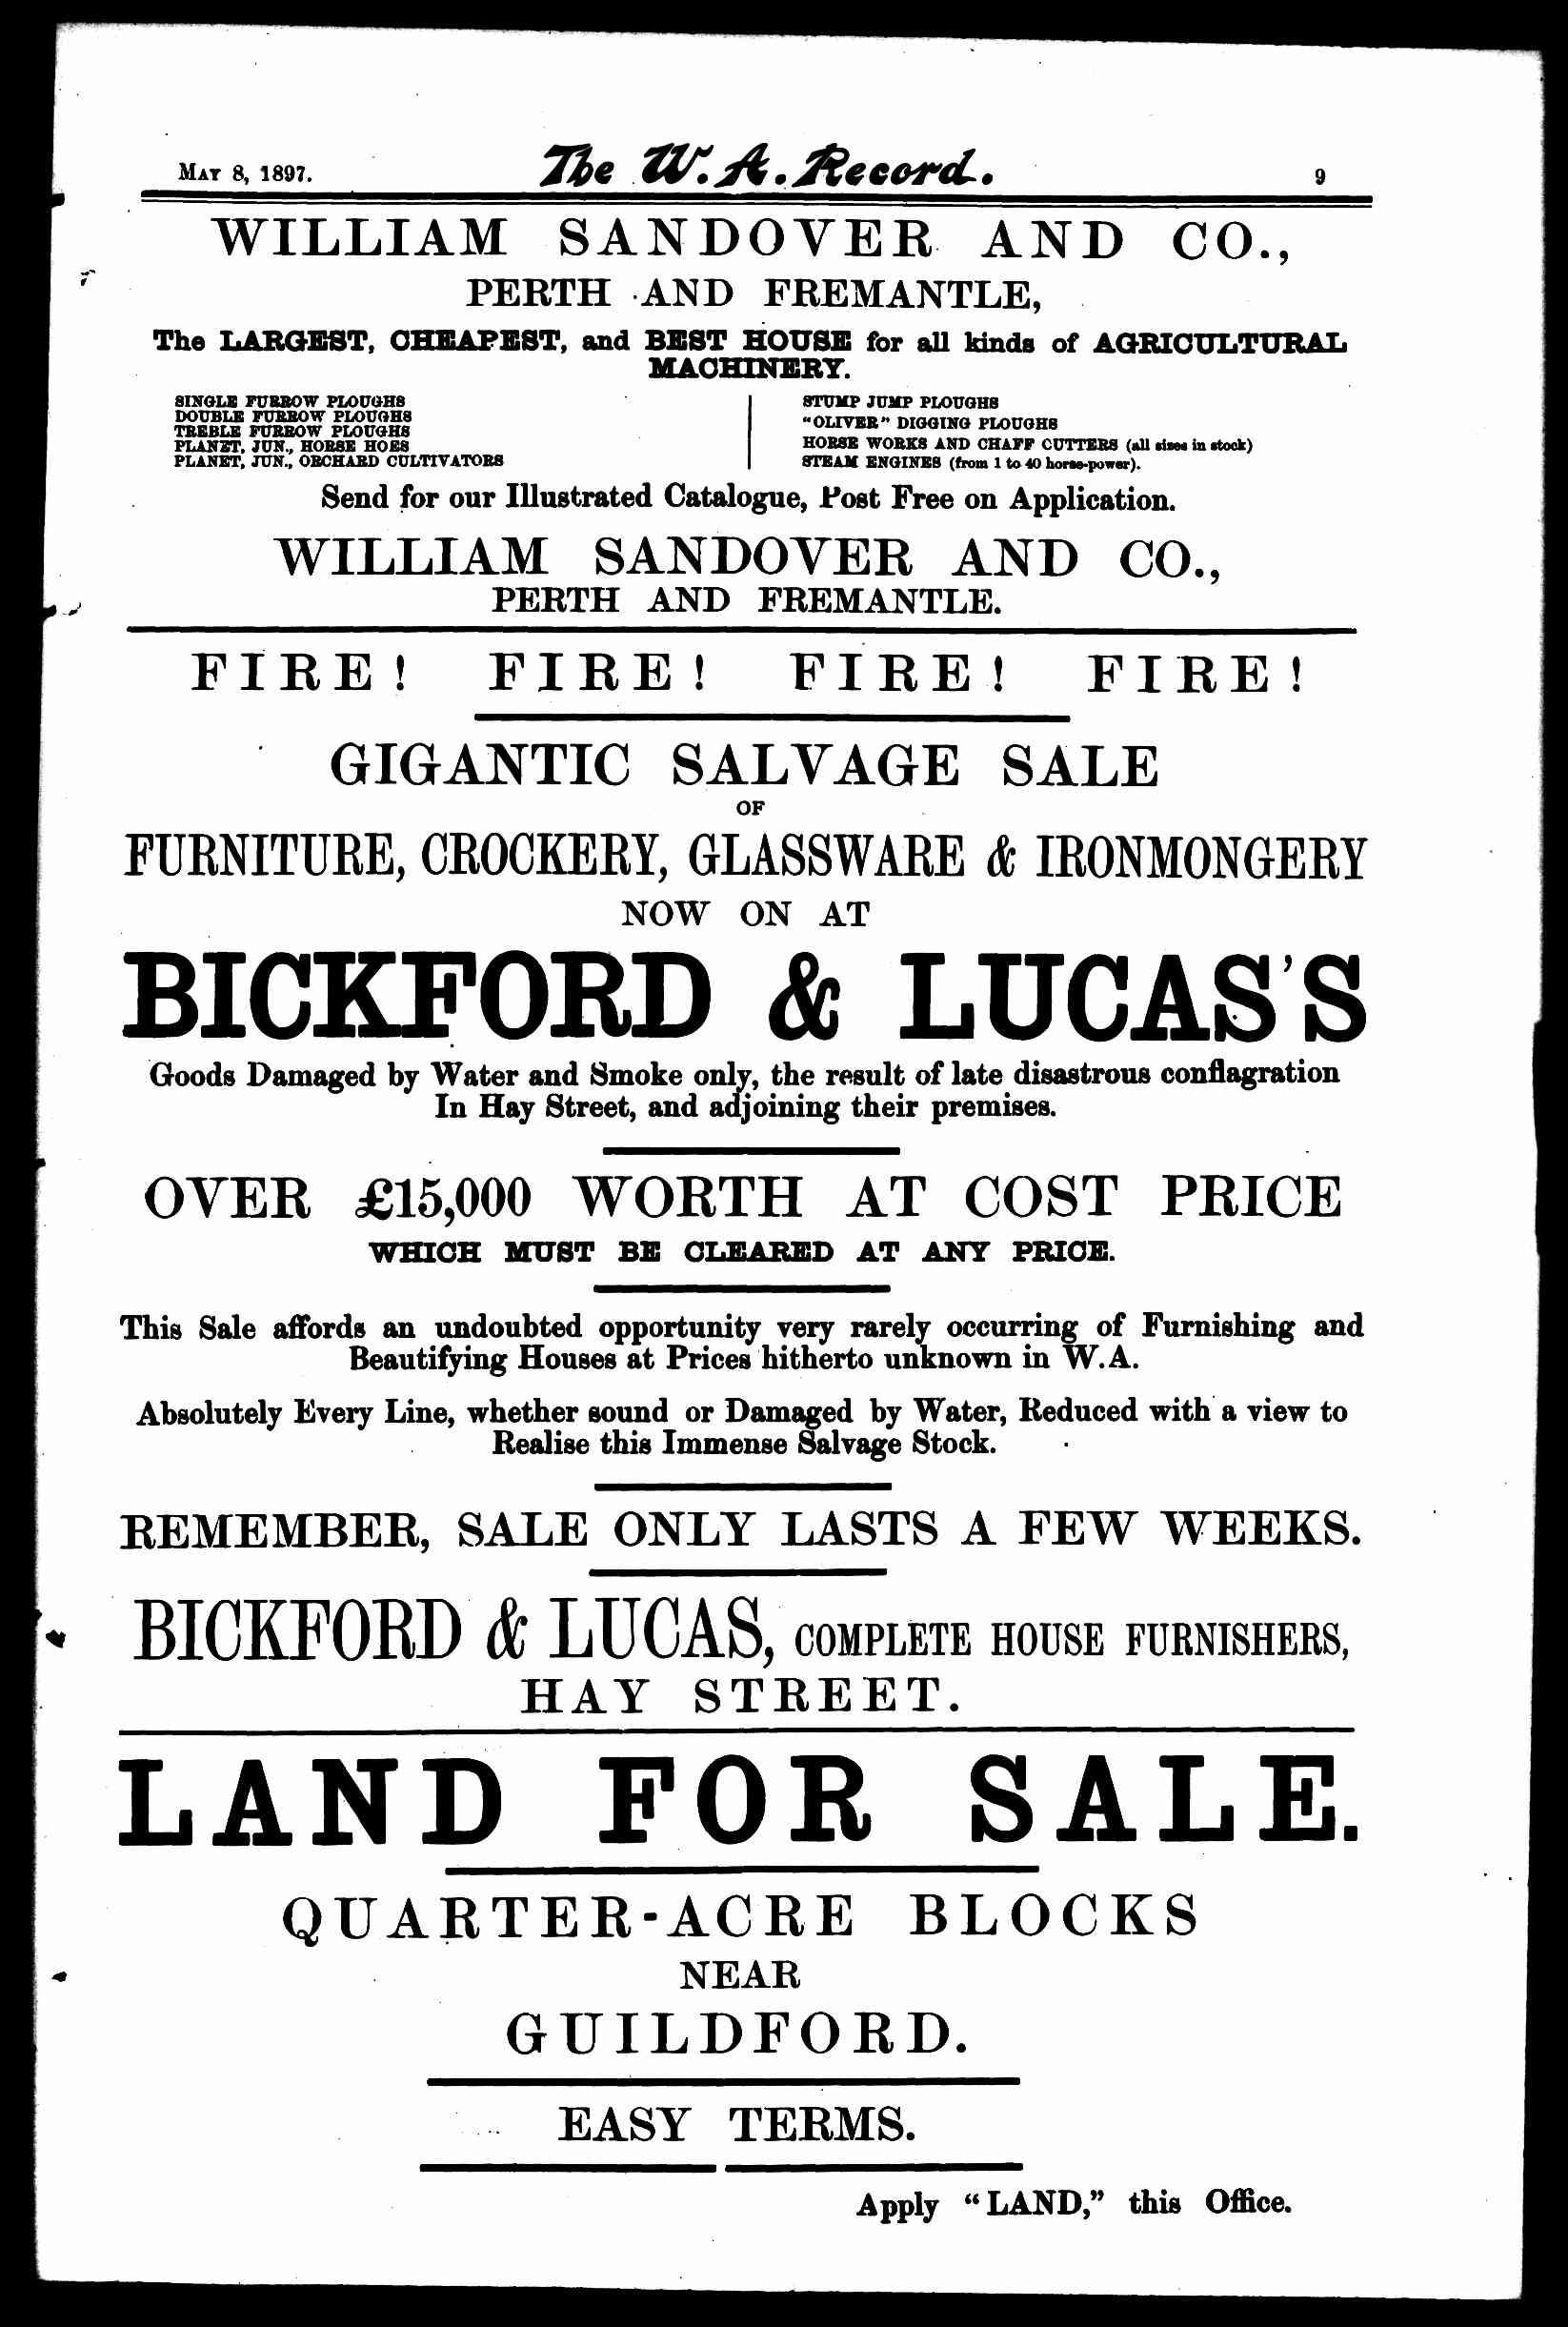 May 8, 1897.
The W.A. Record.
9
WILLIAM SANDOVER AND CO.,
PERTH AND FREMANTLE,
The LARGEST, CHEAPEST, and BEST HOUSE for all kinds of AGRICULTURAL
MACHINERY.
SINGLE FURROW PLOUGHS
DOUBLE FURROW PLOUGHS
TREBLE FURROW PLOUGHS
PLANET, JUN., HORSE HOES
PLANET, JUN., ORCHARD CULTIVATORS
STUMP JUMP PLOUGHS
"OLIVER" DIGGING PLOUGHS
HORSE WORKS AND CHAFF CUTTERS (all sizes in stock)
STEAM ENGINES (from 1 to 40 horse-power).
Send for our Illustrated Catalogue, Post Free on Application.
WILLIAM SANDOVER AND CO.,
PERTH AND FREMANTLE.
FIRE! FIRE! FIRE! FIRE!
GIGANTIC SALVAGE SALE
OF
FURNITURE, CROCKERY, GLASSWARE & IRONMONGERY
NOW ON AT
BICKFORD & LUCAS'S
Goods Damaged by Water and Smoke only, the result of late disastrous conflagration
In Hay Street, and adjoining their premises.
OVER £15,000 WORTH AT COST PRICE
WHICH MUST BE CLEARED AT ANY PRICE.
This Sale affords an undoubted opportunity very rarely occurring of Furnishing and
Beautifying Houses at Prices hitherto unknown in W.A.
Absolutely Every Line, whether sound or Damaged by Water, Reduced with a view to
Realise this Immense Salvage Stock.
REMEMBER, SALE ONLY LASTS A FEW WEEKS.
BICKFORD & LUCAS, COMPLETE HOUSE FURNISHERS,
HAY STREET.
LAND FOR SALE.
QUARTER-ACRE BLOCKS
NEAR
GUILDFORD.
EASY TERMS.
Apply "LAND," this Office.